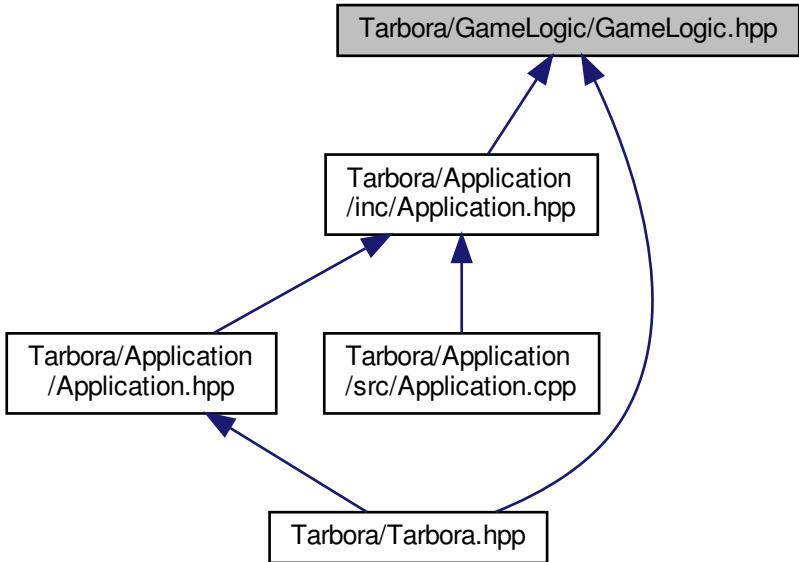 Tarbora/GameLogic/GameLogic.hpp
Tarbora/Application
/inc/Application.hpp
Tarbora/Application
/Application.hpp
Tarbora/Application
/src/Application.cpp
Tarbora/Tarbora.hpp